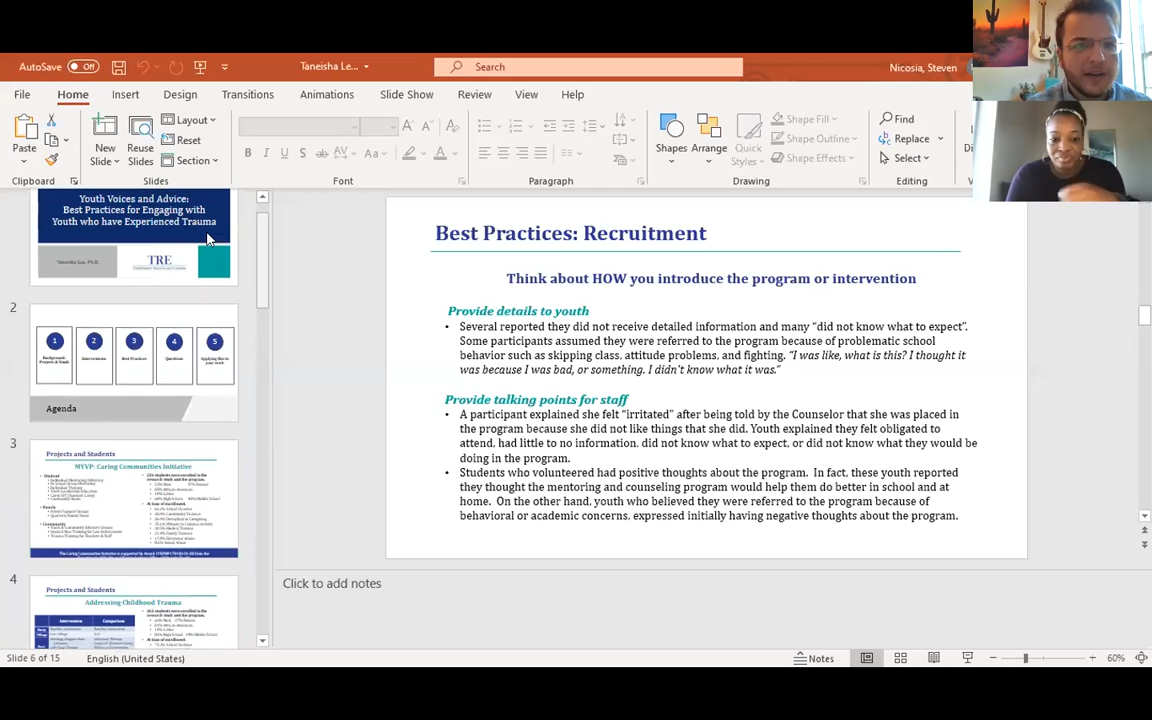 AutoSave Off
Taneisha Le...
Search
Nicosia, Steven
File Home Insert Design Transitions Animations Slide Show Review View Help
Paste
New Slide
Reuse Slides
Layout
Reset
Section
B I U S ab AV Aa A
Shapes Arrange Quick Styles
Shape Fill
Shape Outline
Shape Effects
Find
Replace
Select
Clipboard Slides Font Paragraph Drawing Editing
Youth Voices and Advice:
Best Practices for Engaging with
Youth who have Experienced Trauma
TRE
2
1 2 3 4 5
Agenda
3
Projects and Students
MYVP: Caring Communities Initiative
4
Projects and Students
Addressing Childhood Trauma
Best Practices: Recruitment
Think about HOW you introduce the program or intervention
Provide details to youth
• Several reported they did not receive detailed information and many “did not know what to expect”.
Some participants assumed they were referred to the program because of problematic school
behavior such as skipping class, attitude problems, and fighting. “I was like, what is this? I thought it
was because I was bad, or something. I didn't know what it was.”
Provide talking points for staff
• A participant explained she felt “irritated” after being told by the Counselor that she was placed in
the program because she did not like things that she did. Youth explained they felt obligated to
attend, had little to no information, did not know what to expect, or did not know what they would be
doing in the program.
• Students who volunteered had positive thoughts about the program. In fact, these youth reported
they thought the mentoring and counseling program would help them do better in school and at
home. On the other hand, youth who believed they were referred to the program because of
behavioral or academic concerns, expressed initially having negative thoughts about the program.
Click to add notes
Slide 6 of 15 English (United States) Notes 60%